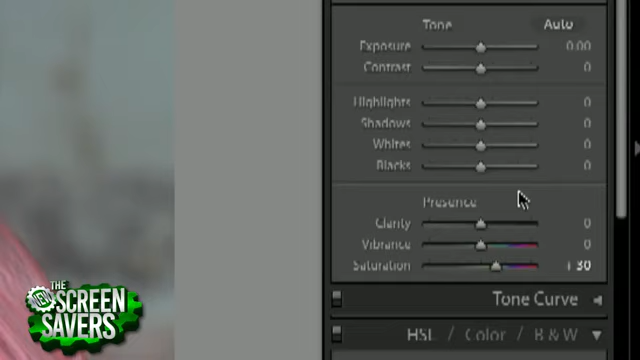 Tone Auto
Exposure 0.00
Contrast 0
Highlights 0
Shadows 0
Whites 0
Blacks 0
Presence
Clarity 0
Vibrance 0
Saturation + 30
Tone Curve
HSL / Color / B & W
THE
NEW SCREEN
SAVERS